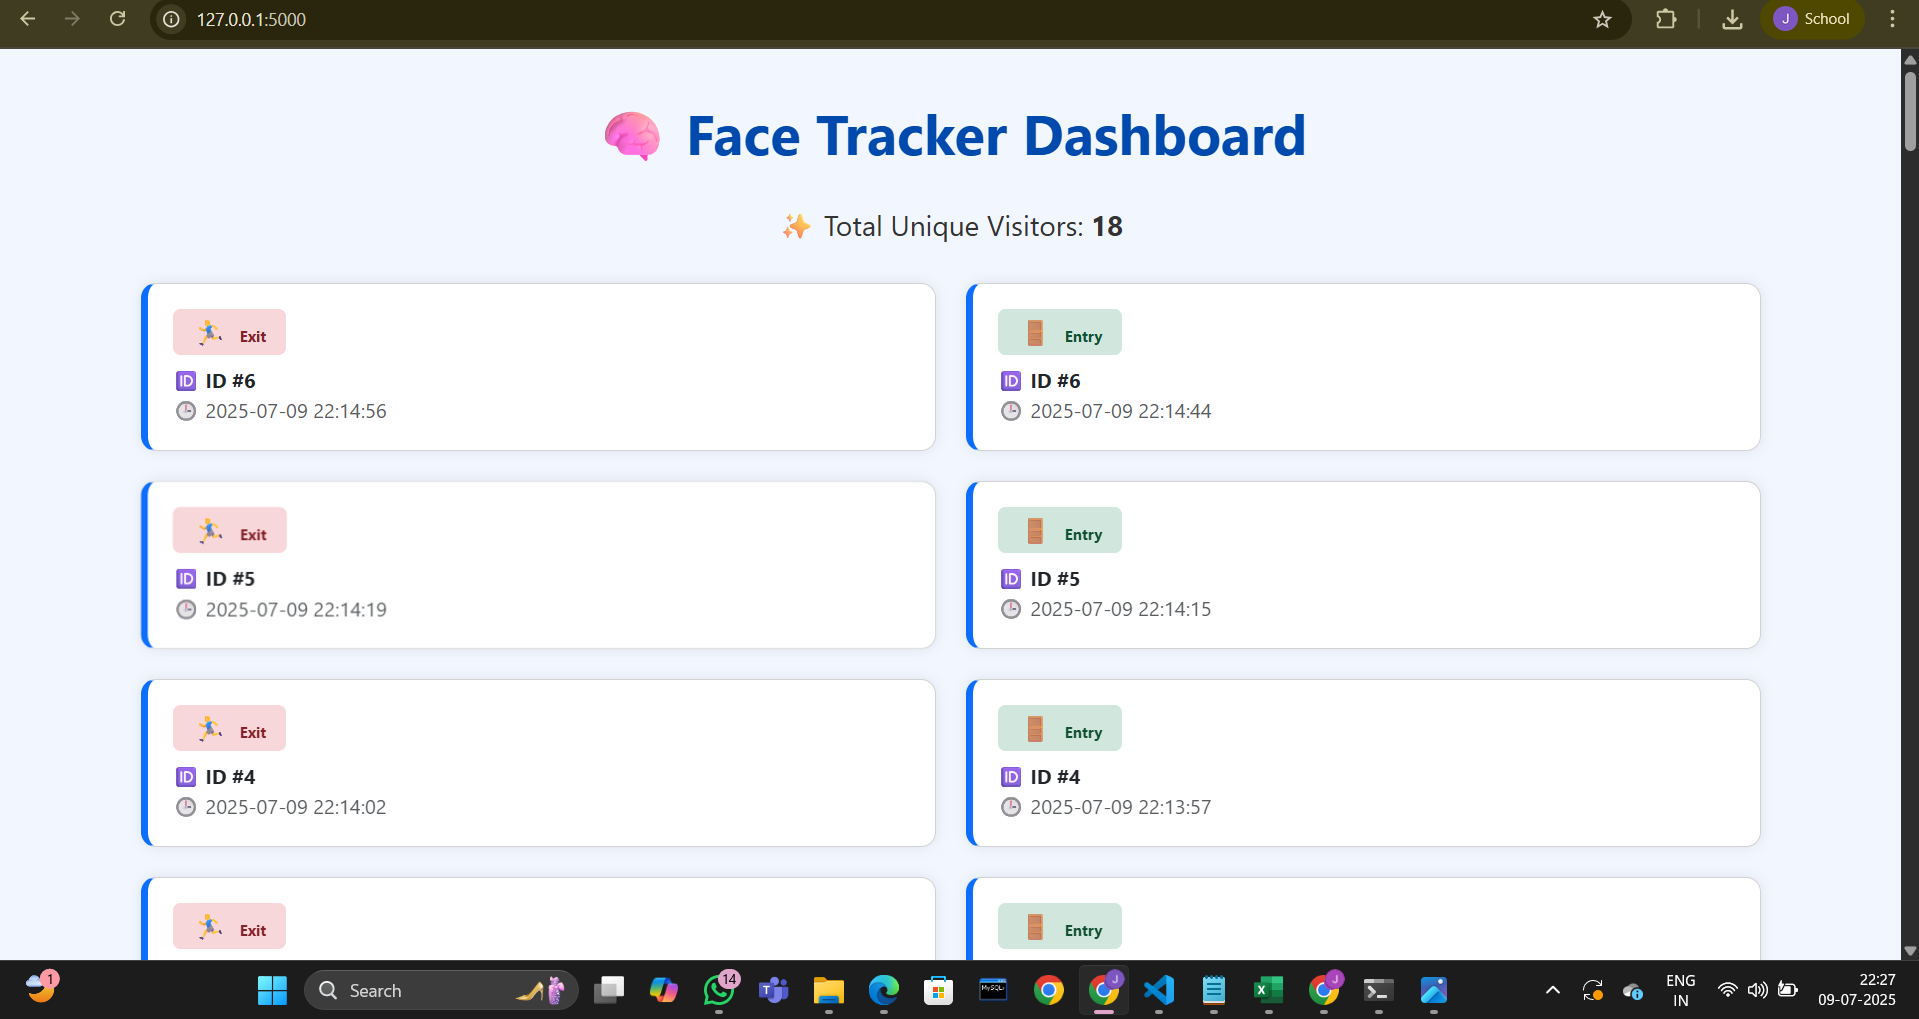 127.0.0.1:5000
J School
Face Tracker Dashboard
Total Unique Visitors: 18
Exit
ID ID #6
2025-07-09 22:14:56
Entry
ID ID #6
2025-07-09 22:14:44
Exit
ID ID #5
2025-07-09 22:14:19
Entry
ID ID #5
2025-07-09 22:14:15
Exit
ID ID #4
2025-07-09 22:14:02
Entry
ID ID #4
2025-07-09 22:13:57
Exit
Entry
1
Search
14
T
MySQL
J
X
J
ENG
IN
22:27
09-07-2025